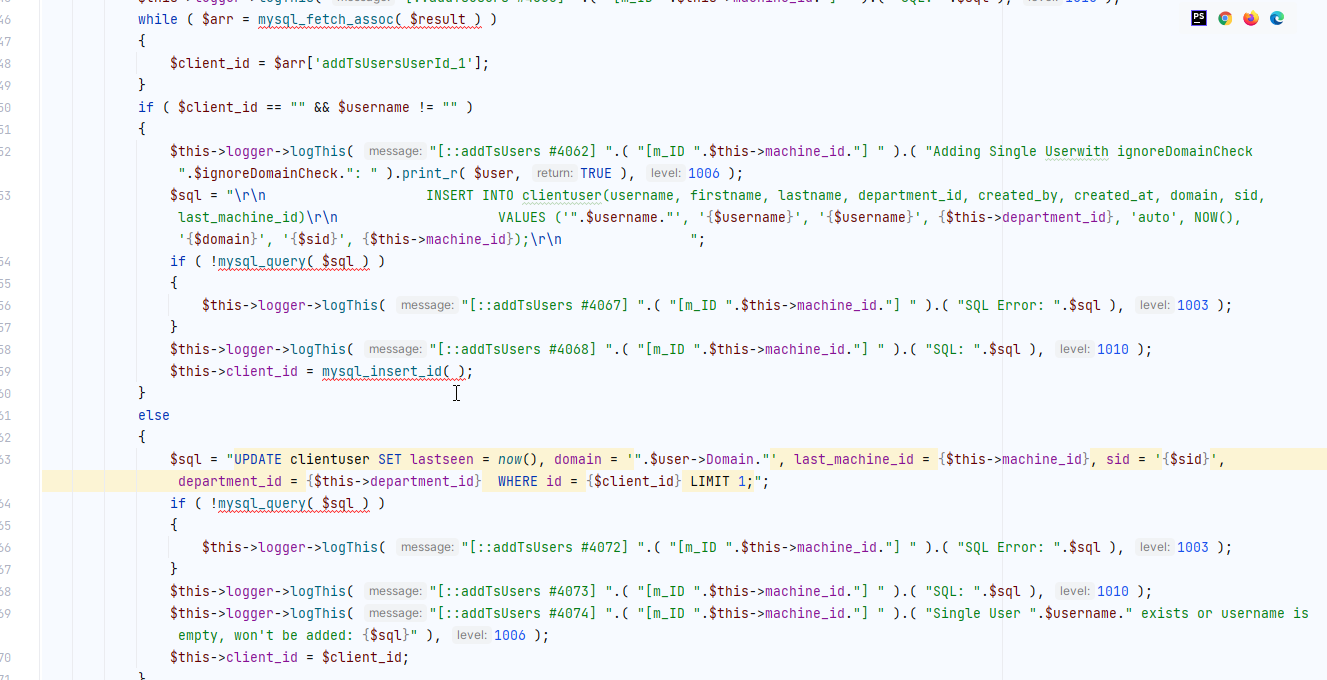 46 while ( $arr = mysql_fetch_assoc( $result ) )
47 {
48 $client_id = $arr['addTsUsersUserId_1'];
49 }
50 if ( $client_id == "" && $username != "" )
51 {
52 $this->logger->logThis( message: "[::addTsUsers #4062] ".( "[m_ID ".$this->machine_id."] " ).( "Adding Single Userwith ignoreDomainCheck
".$ignoreDomainCheck.": " ).print_r( $user, return: TRUE ), level: 1006 );
53 $sql = "\r\n INSERT INTO clientuser(username, firstname, lastname, department_id, created_by, created_at, domain, sid,
last_machine_id)\r\n VALUES ('".$username."', '{$username}', '{$username}', {$this->department_id}, 'auto', NOW(),
'{$domain}', '{$sid}', {$this->machine_id});\r\n ";
54 if ( !mysql_query( $sql ) )
55 {
56 $this->logger->logThis( message: "[::addTsUsers #4067] ".( "[m_ID ".$this->machine_id."] " ).( "SQL Error: ".$sql ), level: 1003 );
57 }
58 $this->logger->logThis( message: "[::addTsUsers #4068] ".( "[m_ID ".$this->machine_id."] " ).( "SQL: ".$sql ), level: 1010 );
59 $this->client_id = mysql_insert_id( );
60 }
61 else
62 {
63 $sql = "UPDATE clientuser SET lastseen = now(), domain = '".$user->Domain."', last_machine_id = {$this->machine_id}, sid = '{$sid}',
department_id = {$this->department_id} WHERE id = {$client_id} LIMIT 1;";
64 if ( !mysql_query( $sql ) )
65 {
66 $this->logger->logThis( message: "[::addTsUsers #4072] ".( "[m_ID ".$this->machine_id."] " ).( "SQL Error: ".$sql ), level: 1003 );
67 }
68 $this->logger->logThis( message: "[::addTsUsers #4073] ".( "[m_ID ".$this->machine_id."] " ).( "SQL: ".$sql ), level: 1010 );
69 $this->logger->logThis( message: "[::addTsUsers #4074] ".( "[m_ID ".$this->machine_id."] " ).( "Single User ".$username." exists or username is
empty, won't be added: {$sql}" ), level: 1006 );
70 $this->client_id = $client_id;
71 }
PS